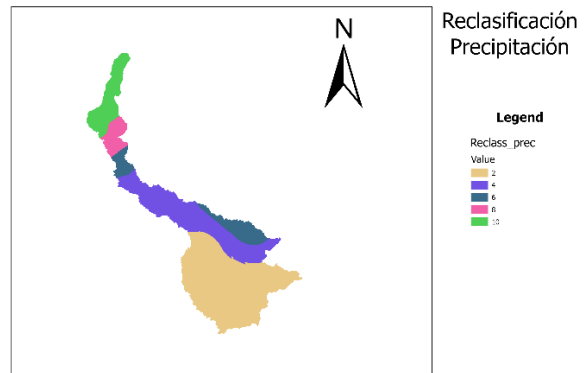 Reclasificación
Precipitación
N
Legend
Reclass_prec
Value
2
4
6
8
10